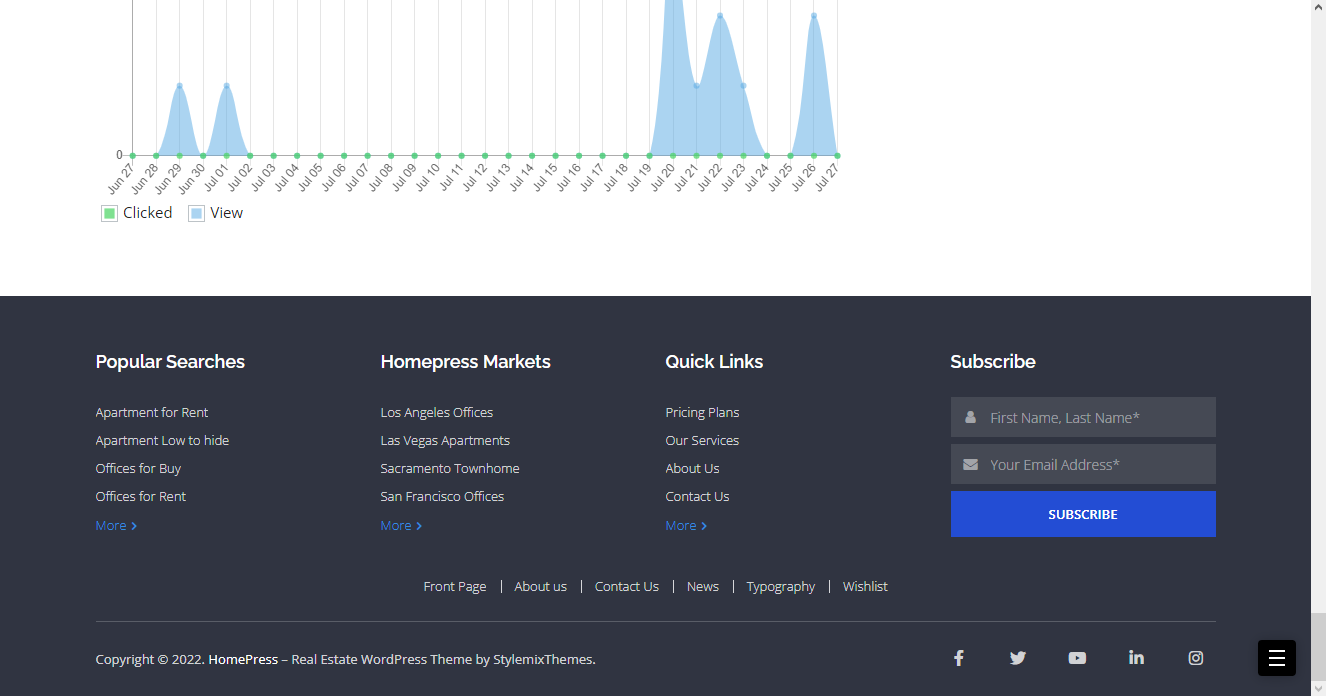 0
Jun 27
Jun 28
Jun 29
Jun 30
Jul 01
Jul 02
Jul 03
Jul 04
Jul 05
Jul 06
Jul 07
Jul 08
Jul 09
Jul 10
Jul 11
Jul 12
Jul 13
Jul 14
Jul 15
Jul 16
Jul 17
Jul 18
Jul 19
Jul 20
Jul 21
Jul 22
Jul 23
Jul 24
Jul 25
Jul 26
Jul 27
Clicked
View
Popular Searches
Apartment for Rent
Apartment Low to hide
Offices for Buy
Offices for Rent
More
Homepress Markets
Los Angeles Offices
Las Vegas Apartments
Sacramento Townhome
San Francisco Offices
More
Quick Links
Pricing Plans
Our Services
About Us
Contact Us
More
Subscribe
First Name, Last Name*
Your Email Address*
SUBSCRIBE
Front Page | About us | Contact Us | News | Typography | Wishlist
Copyright © 2022. HomePress – Real Estate WordPress Theme by StylemixThemes.